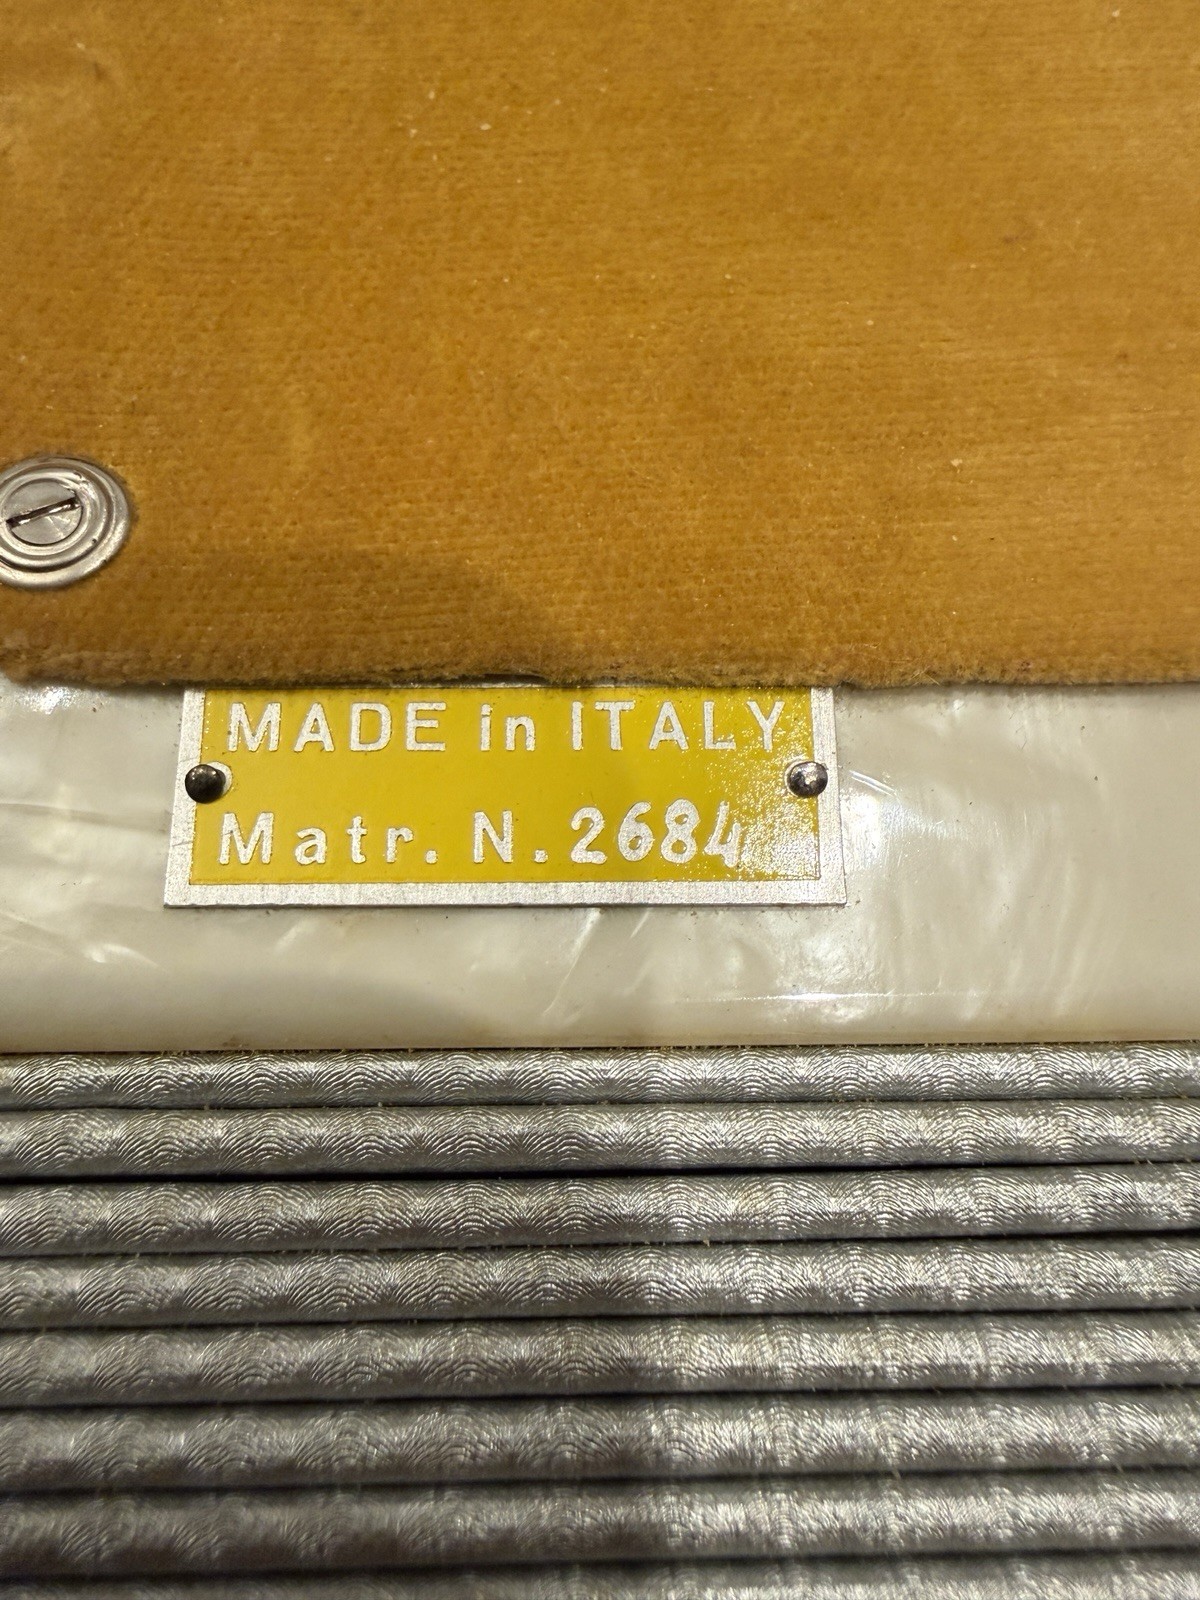 MADE in ITALY
Matr. N. 2684